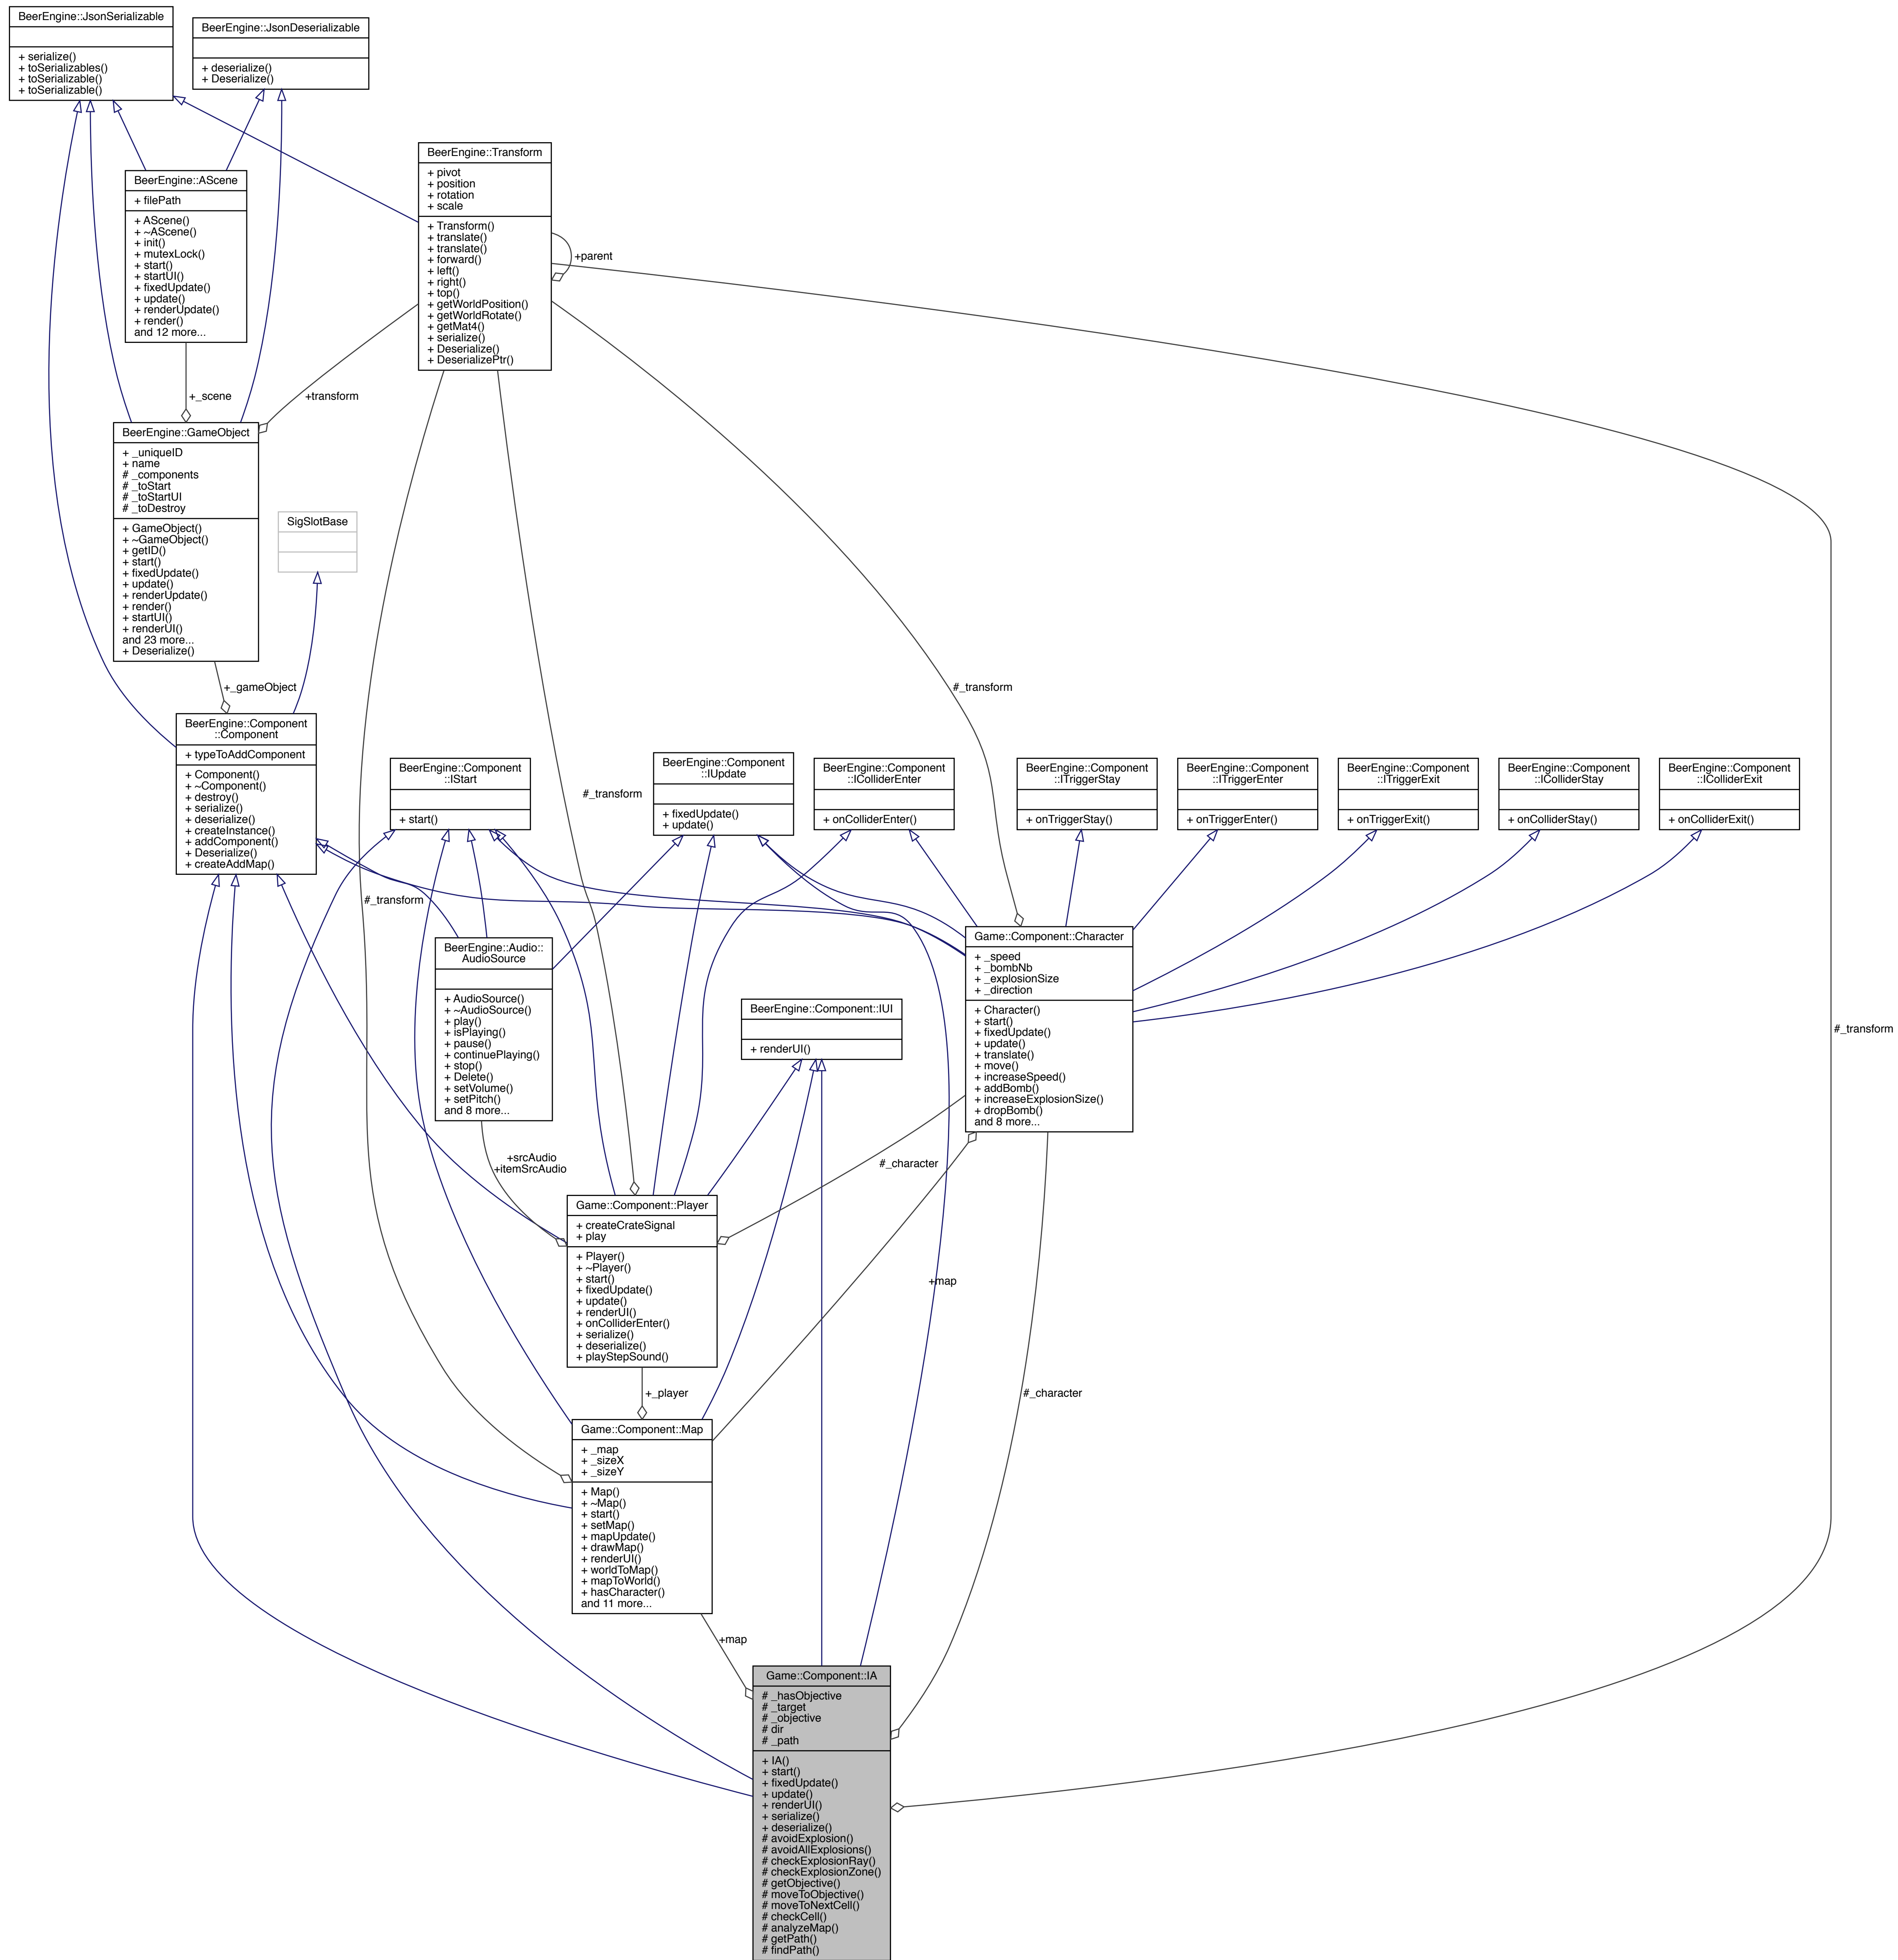 BeerEngine::JsonSerializable
+ serialize()
+ toSerializables()
+ toSerializable()
+ toSerializable()
BeerEngine::JsonDeserializable
+ deserialize()
+ Deserialize()
BeerEngine::Transform
+ pivot
+ position
+ rotation
+ scale
+ Transform()
+ translate()
+ translate()
+ forward()
+ left()
+ right()
+ top()
+ getWorldPosition()
+ getWorldRotate()
+ getMat4()
+ serialize()
+ Deserialize()
+ DeserializePtr()
+parent
BeerEngine::AScene
+ filePath
+ AScene()
+ ~AScene()
+ init()
+ mutexLock()
+ start()
+ startUI()
+ fixedUpdate()
+ update()
+ renderUpdate()
+ render()
and 12 more...
+_scene
+transform
BeerEngine::GameObject
+ _uniqueID
+ name
# _components
# _toStart
# _toStartUI
# _toDestroy
+ GameObject()
+ ~GameObject()
+ getID()
+ start()
+ fixedUpdate()
+ update()
+ renderUpdate()
+ render()
+ startUI()
+ renderUI()
and 23 more...
+ Deserialize()
SigSlotBase
+_gameObject
#_transform
BeerEngine::Component
::Component
+ typeToAddComponent
+ Component()
+ ~Component()
+ destroy()
+ serialize()
+ deserialize()
+ createInstance()
+ addComponent()
+ Deserialize()
+ createAddMap()
BeerEngine::Component
::IStart
+ start()
#_transform
BeerEngine::Component
::IUpdate
+ fixedUpdate()
+ update()
BeerEngine::Component
::IColliderEnter
+ onColliderEnter()
BeerEngine::Component
::ITriggerStay
+ onTriggerStay()
BeerEngine::Component
::ITriggerEnter
+ onTriggerEnter()
BeerEngine::Component
::ITriggerExit
+ onTriggerExit()
BeerEngine::Component
::IColliderStay
+ onColliderStay()
BeerEngine::Component
::IColliderExit
+ onColliderExit()
#_transform
BeerEngine::Audio::
AudioSource
+ AudioSource()
+ ~AudioSource()
+ play()
+ isPlaying()
+ pause()
+ continuePlaying()
+ stop()
+ Delete()
+ setVolume()
+ setPitch()
and 8 more...
BeerEngine::Component::IUI
+ renderUI()
Game::Component::Character
+ _speed
+ _bombNb
+ _explosionSize
+ _direction
+ Character()
+ start()
+ fixedUpdate()
+ update()
+ translate()
+ move()
+ increaseSpeed()
+ addBomb()
+ increaseExplosionSize()
+ dropBomb()
and 8 more...
#_transform
+srcAudio
+itemSrcAudio
#_character
Game::Component::Player
+ createCrateSignal
+ play
+ Player()
+ ~Player()
+ start()
+ fixedUpdate()
+ update()
+ renderUI()
+ onColliderEnter()
+ serialize()
+ deserialize()
+ playStepSound()
+map
+_player
#_character
Game::Component::Map
+ _map
+ _sizeX
+ _sizeY
+ Map()
+ ~Map()
+ start()
+ setMap()
+ mapUpdate()
+ drawMap()
+ renderUI()
+ worldToMap()
+ mapToWorld()
+ hasCharacter()
and 11 more...
+map
Game::Component::IA
# _hasObjective
# _target
# _objective
# dir
# _path
+ IA()
+ start()
+ fixedUpdate()
+ update()
+ renderUI()
+ serialize()
+ deserialize()
# avoidExplosion()
# avoidAllExplosions()
# checkExplosionRay()
# checkExplosionZone()
# getObjective()
# moveToObjective()
# moveToNextCell()
# checkCell()
# analyzeMap()
# getPath()
# findPath()